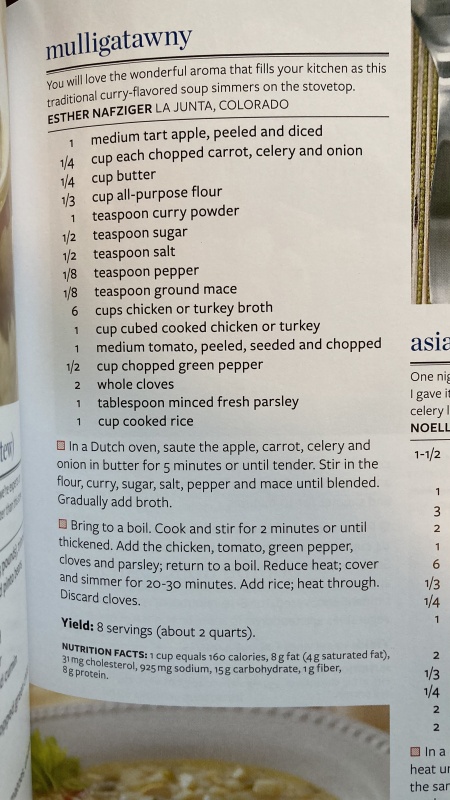 mulligatawny
You will love the wonderful aroma that fills your kitchen as this
traditional curry-flavored soup simmers on the stovetop.
ESTHER NAFZIGER LA JUNTA, COLORADO
1 medium tart apple, peeled and diced
1/4 cup each chopped carrot, celery and onion
1/4 cup butter
1/3 cup all-purpose flour
1 teaspoon curry powder
1/2 teaspoon sugar
1/2 teaspoon salt
1/8 teaspoon pepper
1/8 teaspoon ground mace
6 cups chicken or turkey broth
1 cup cubed cooked chicken or turkey
1 medium tomato, peeled, seeded and chopped
1/2 cup chopped green pepper
2 whole cloves
1 tablespoon minced fresh parsley
1 cup cooked rice
In a Dutch oven, saute the apple, carrot, celery and
onion in butter for 5 minutes or until tender. Stir in the
flour, curry, sugar, salt, pepper and mace until blended.
Gradually add broth.
Bring to a boil. Cook and stir for 2 minutes or until
thickened. Add the chicken, tomato, green pepper,
cloves and parsley; return to a boil. Reduce heat; cover
and simmer for 20-30 minutes. Add rice; heat through.
Discard cloves.
Yield: 8 servings (about 2 quarts).
NUTRITION FACTS: 1 cup equals 160 calories, 8 g fat (4 g saturated fat),
31 mg cholesterol, 925 mg sodium, 15 g carbohydrate, 1 g fiber,
8 g protein.
asia
One nig
I gave it
celery l
NOELL
1-1/2
1
3
2
1
6
1/3
1/4
1
2
1/3
1/4
2
2
In a
heat un
the sar